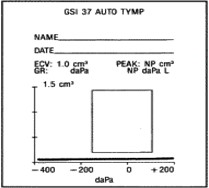 GSI 37 AUTO TYMP
NAME
DATE
ECV: 1.0 cm³ PEAK: NP cm³
GR: daPa NP daPa L
1.5 cm³
-400 -200 0 +200
daPa